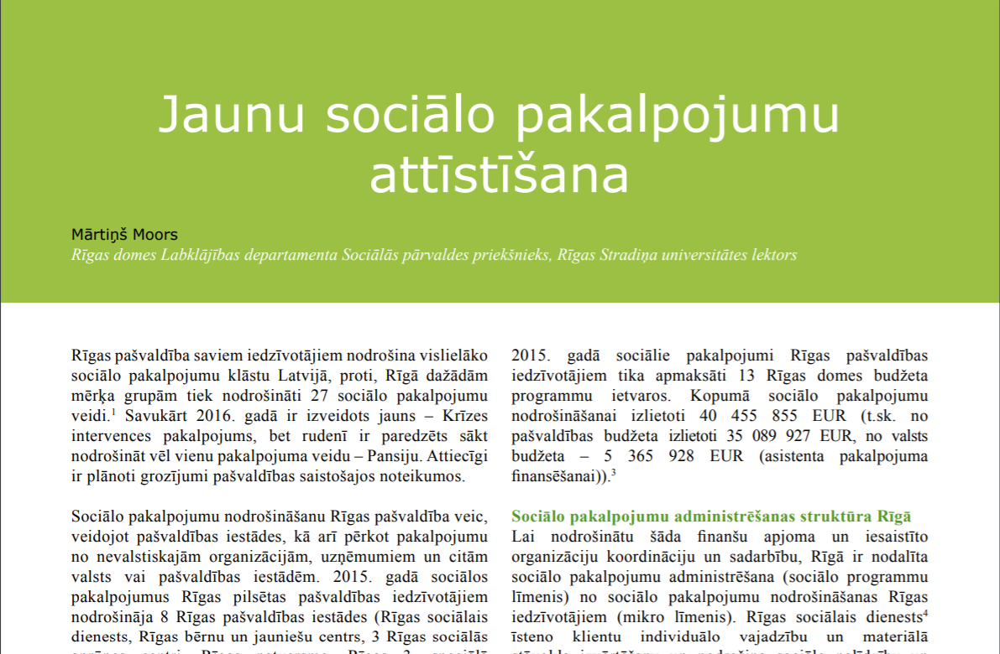 Jaunu sociālo pakalpojumu
attīstīšana
Mārtiņš Moors
Rīgas domes Labklājības departamenta Sociālās pārvaldes priekšnieks, Rīgas Stradiņa universitātes lektors
Rīgas pašvaldība saviem iedzīvotājiem nodrošina vislielāko
sociālo pakalpojumu klāstu Latvijā, proti, Rīgā dažādām
mērķa grupām tiek nodrošināti 27 sociālo pakalpojumu
veidi.¹ Savukārt 2016. gadā ir izveidots jauns – Krīzes
intervences pakalpojums, bet rudenī ir paredzēts sākt
nodrošināt vēl vienu pakalpojuma veidu – Pansiju. Attiecīgi
ir plānoti grozījumi pašvaldības saistošajos noteikumos.
Sociālo pakalpojumu nodrošināšanu Rīgas pašvaldība veic,
veidojot pašvaldības iestādes, kā arī pērkot pakalpojumu
no nevalstiskajām organizācijām, uzņēmumiem un citām
valsts vai pašvaldības iestādēm. 2015. gadā sociālos
pakalpojumus Rīgas pilsētas pašvaldības iedzīvotājiem
nodrošināja 8 Rīgas pašvaldības iestādes (Rīgas sociālais
dienests, Rīgas bērnu un jauniešu centrs, 3 Rīgas sociālās
2015. gadā sociālie pakalpojumi Rīgas pašvaldības
iedzīvotājiem tika apmaksāti 13 Rīgas domes budžeta
programmu ietvaros. Kopumā sociālo pakalpojumu
nodrošināšanai izlietoti 40 455 855 EUR (t.sk. no
pašvaldības budžeta izlietoti 35 089 927 EUR, no valsts
budžeta – 5 365 928 EUR (asistenta pakalpojuma
finansēšanai)).³
Sociālo pakalpojumu administrēšanas struktūra Rīgā
Lai nodrošinātu šāda finanšu apjoma un iesaistīto
organizāciju koordināciju un sadarbību, Rīgā ir nodalīta
sociālo pakalpojumu administrēšana (sociālo programmu
līmenis) no sociālo pakalpojumu nodrošināšanas Rīgas
iedzīvotājiem (mikro līmenis). Rīgas sociālais dienests⁴
īsteno klientu individuālo vajadzību un materiālā